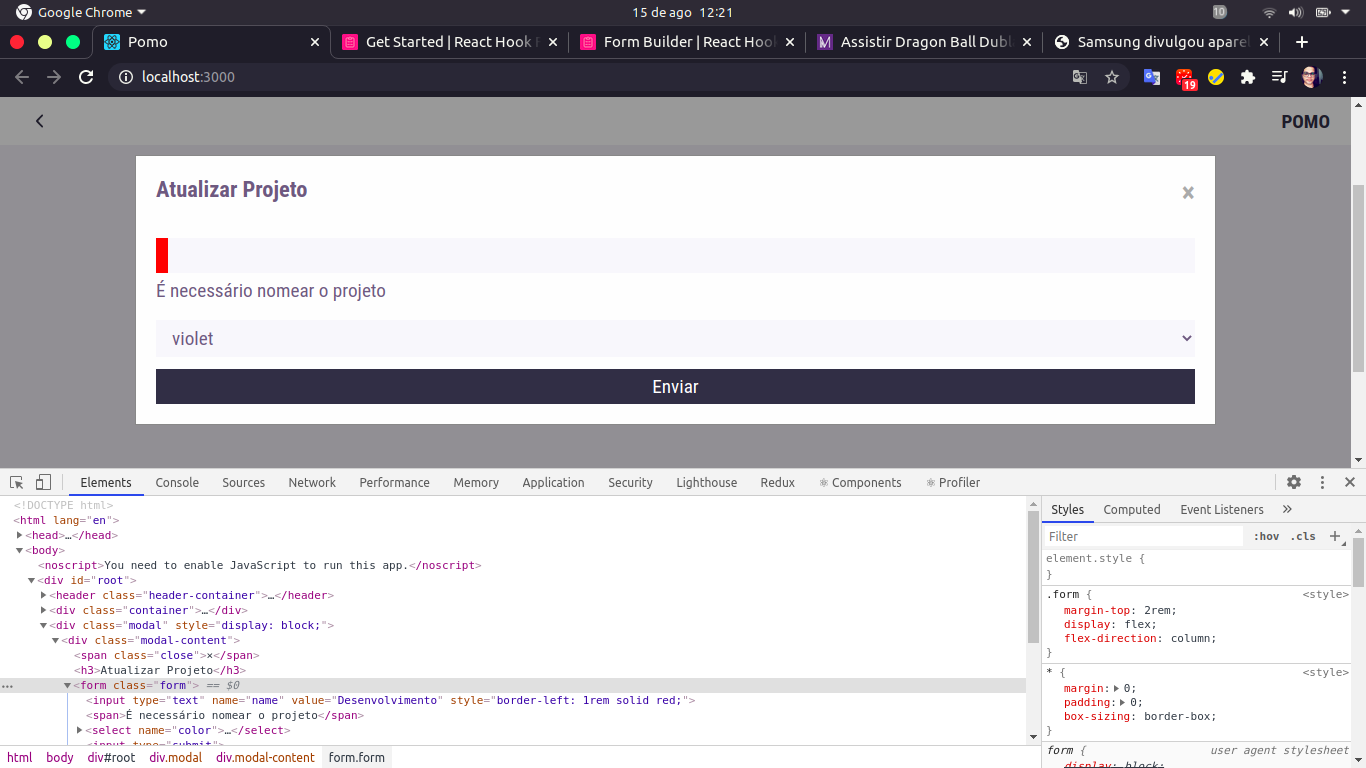 Google Chrome
15 de ago 12:21
10
Pomo
Get Started | React Hook F
Form Builder | React Hook
Assistir Dragon Ball Dubl
Samsung divulgou aparel
localhost:3000
19
POMO
Atualizar Projeto
×
É necessário nomear o projeto
violet
Enviar
Elements Console Sources Network Performance Memory Application Security Lighthouse Redux ⚛ Components ⚛ Profiler
<!DOCTYPE html>
<html lang="en">
<head>…</head>
<body>
<noscript>You need to enable JavaScript to run this app.</noscript>
<div id="root">
<header class="header-container">…</header>
<div class="container">…</div>
<div class="modal" style="display: block;">
<div class="modal-content">
<span class="close">×</span>
<h3>Atualizar Projeto</h3>
<form class="form"> == $0
<input type="text" name="name" value="Desenvolvimento" style="border-left: 1rem solid red;">
<span>É necessário nomear o projeto</span>
<select name="color">…</select>
<input type="submit">
html body div#root div.modal div.modal-content form.form
Styles Computed Event Listeners »
Filter :hov .cls +
element.style {
}
.form { <style>
margin-top: 2rem;
display: flex;
flex-direction: column;
}
* { <style>
margin: 0;
padding: 0;
box-sizing: border-box;
}
form { user agent stylesheet
display: block;